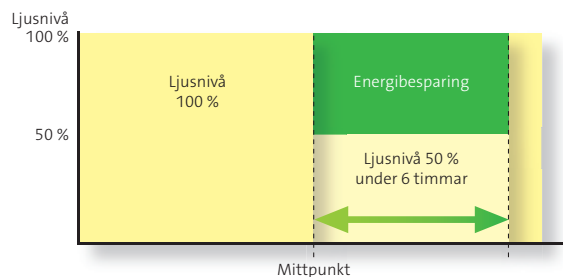 Ljusnivå
100 %
Ljusnivå
100 %
Energibesparing
50 %
Ljusnivå 50 %
under 6 timmar
Mittpunkt